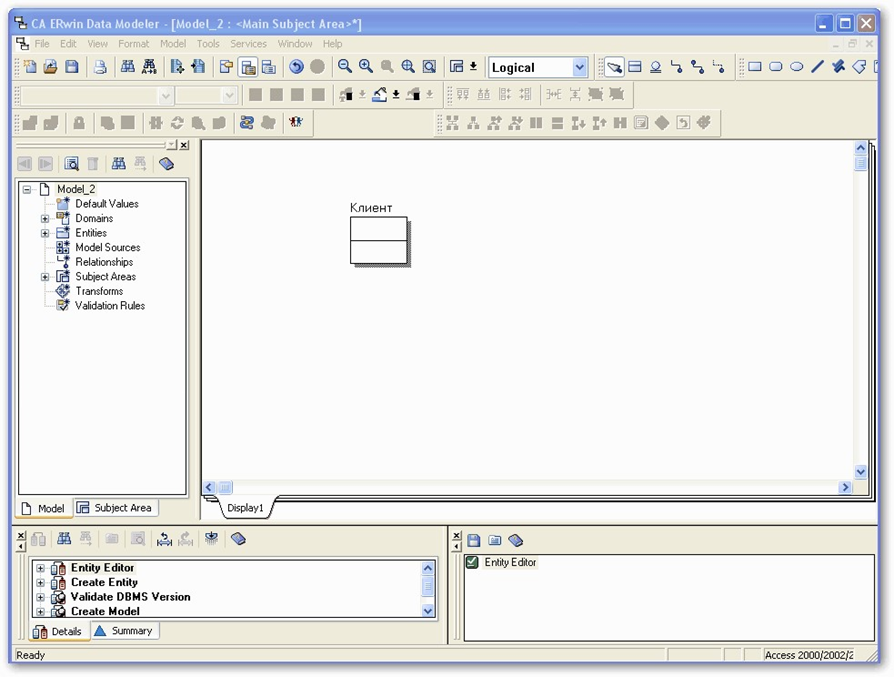 CA ERwin Data Modeler - [Model_2 : <Main Subject Area>*]
File Edit View Format Model Tools Services Window Help
Logical
Model_2
Default Values
Domains
Entities
Model Sources
Relationships
Subject Areas
Transforms
Validation Rules
Клиент
Model Subject Area
Display1
Entity Editor
Create Entity
Validate DBMS Version
Create Model
Details Summary
Entity Editor
Ready
Access 2000/2002/2